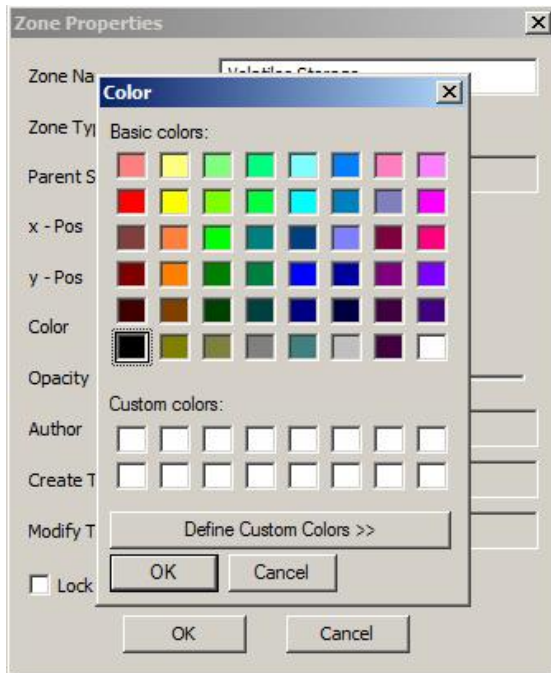 Zone Properties
Zone Na
Color
Zone Typ
Basic colors:
Parent S
x - Pos
y - Pos
Color
Opacity
Custom colors:
Author
Create T
Modify T
Define Custom Colors >>
Lock
OK Cancel
OK Cancel